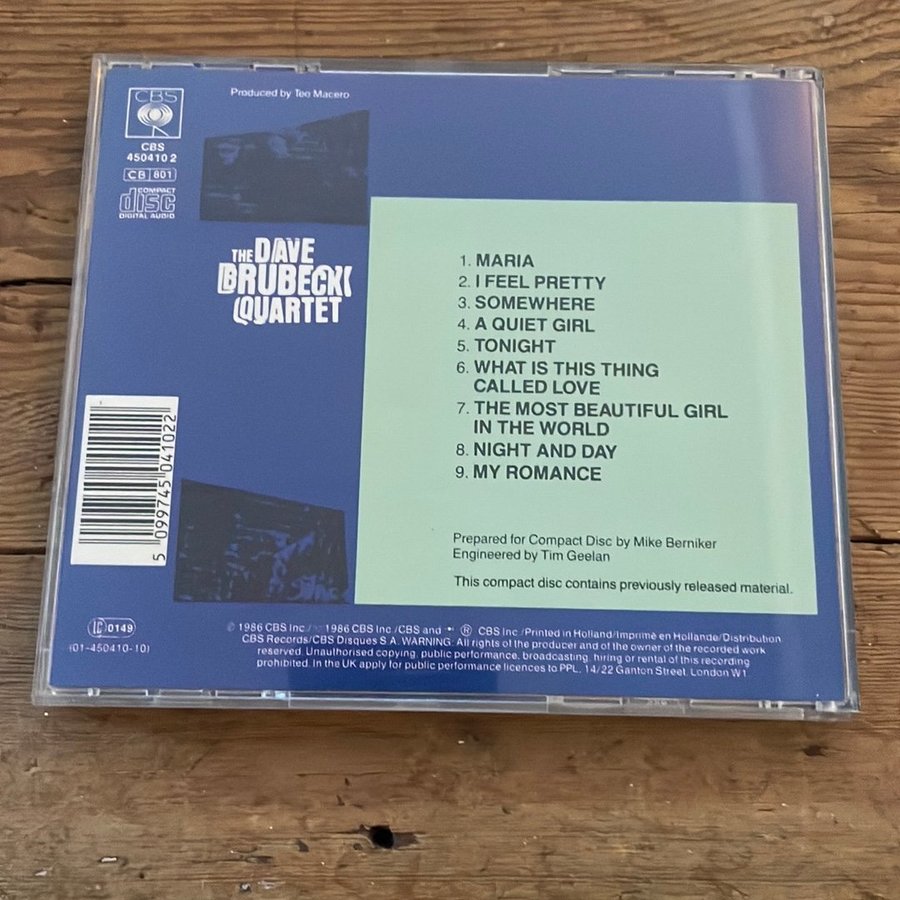 Produced by Teo Macero
CBS
CBS
450410 2
CB 801
COMPACT
disc
DIGITAL AUDIO
THE DAVE
BRUBECK
QUARTET
1. MARIA
2. I FEEL PRETTY
3. SOMEWHERE
4. A QUIET GIRL
5. TONIGHT
6. WHAT IS THIS THING
CALLED LOVE
7. THE MOST BEAUTIFUL GIRL
IN THE WORLD
8. NIGHT AND DAY
9. MY ROMANCE
5 099745 041022
Prepared for Compact Disc by Mike Berniker
Engineered by Tim Geelan
This compact disc contains previously released material.
LC 0149
(01-450410-10)
℗ 1986 CBS Inc./© 1986 CBS Inc./CBS and ® CBS Inc./Printed in Holland/Imprimé en Hollande/Distribution
CBS Records/CBS Disques S.A. WARNING: All rights of the producer and of the owner of the recorded work
reserved. Unauthorised copying, public performance, broadcasting, hiring or rental of this recording
prohibited. In the UK apply for public performance licences to PPL, 14/22 Ganton Street, London W1